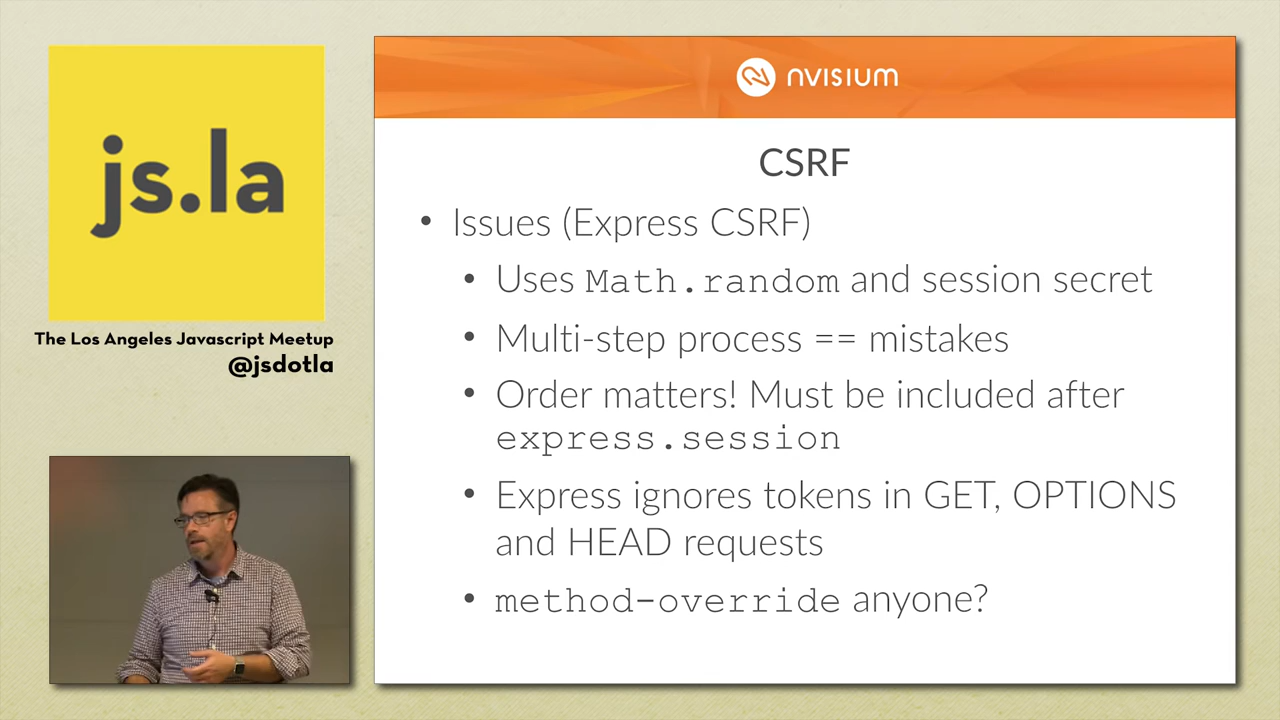 js.la
The Los Angeles Javascript Meetup
@jsdotla
nVISIUM
CSRF
• Issues (Express CSRF)
• Uses Math.random and session secret
• Multi-step process == mistakes
• Order matters! Must be included after
express.session
• Express ignores tokens in GET, OPTIONS
and HEAD requests
• method-override anyone?